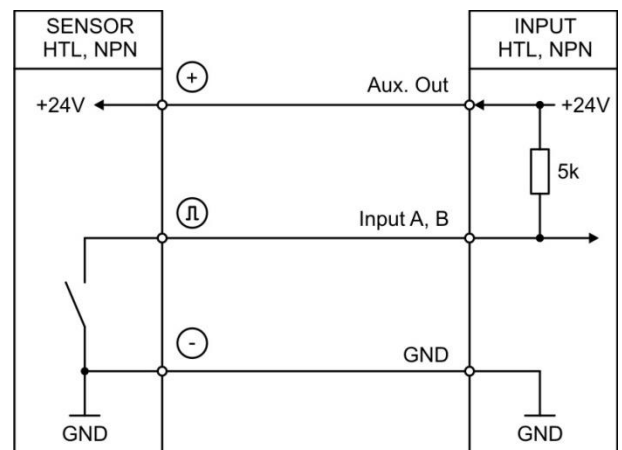 SENSOR
HTL, NPN
INPUT
HTL, NPN
+
Aux. Out
+24V
+24V
5k
Input A, B
-
GND
GND
GND